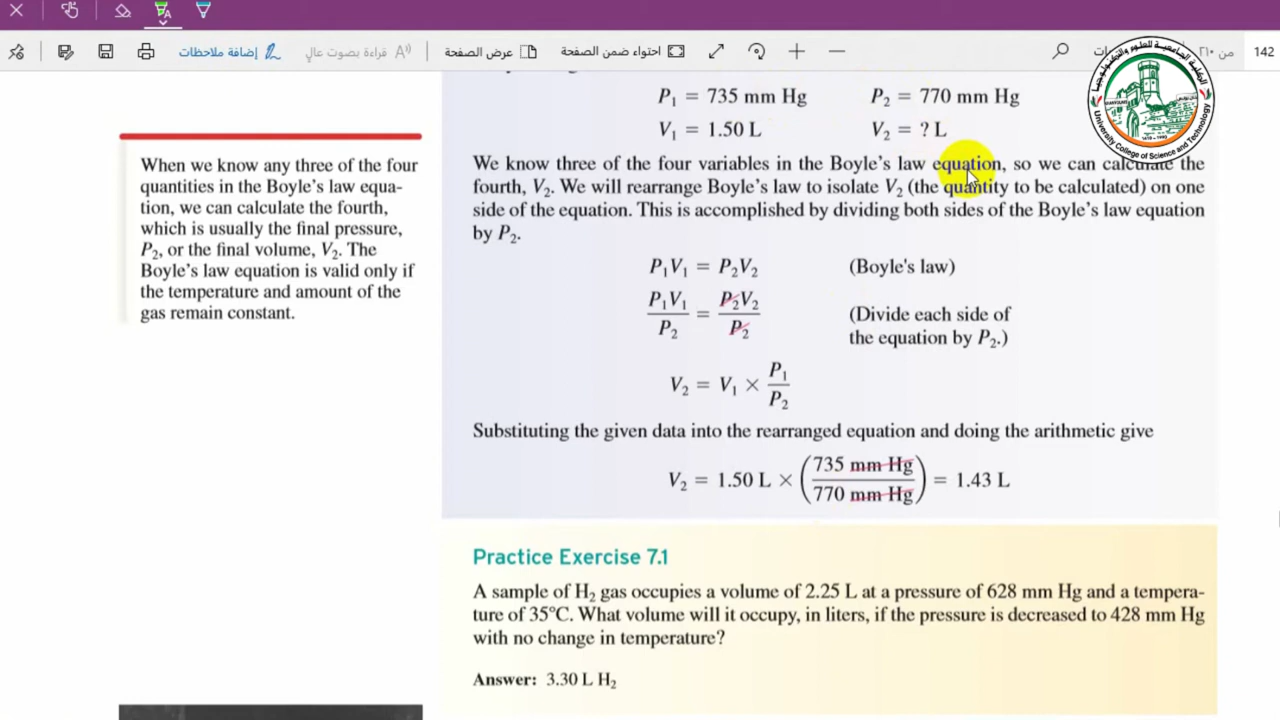 إضافة ملاحظات
قراءة بصوت عالٍ
عرض الصفحة
احتواء ضمن الصفحة
من
142
الكلية الجامعية للعلوم والتكنولوجيا
University College of Science and Technology
P₁ = 735 mm Hg P₂ = 770 mm Hg
V₁ = 1.50 L V₂ = ? L
We know three of the four variables in the Boyle's law equation, so we can calculate the
fourth, V₂. We will rearrange Boyle's law to isolate V₂ (the quantity to be calculated) on one
side of the equation. This is accomplished by dividing both sides of the Boyle's law equation
by P₂.
When we know any three of the four
quantities in the Boyle's law equa-
tion, we can calculate the fourth,
which is usually the final pressure,
P₂, or the final volume, V₂. The
Boyle's law equation is valid only if
the temperature and amount of the
gas remain constant.
P₁V₁ = P₂V₂ (Boyle's law)
P₁V₁/P₂ = P₂V₂/P₂ (Divide each side of
the equation by P₂.)
V₂ = V₁ × P₁/P₂
Substituting the given data into the rearranged equation and doing the arithmetic give
V₂ = 1.50 L × (735 mm Hg/770 mm Hg) = 1.43 L
Practice Exercise 7.1
A sample of H₂ gas occupies a volume of 2.25 L at a pressure of 628 mm Hg and a tempera-
ture of 35°C. What volume will it occupy, in liters, if the pressure is decreased to 428 mm Hg
with no change in temperature?
Answer: 3.30 L H₂